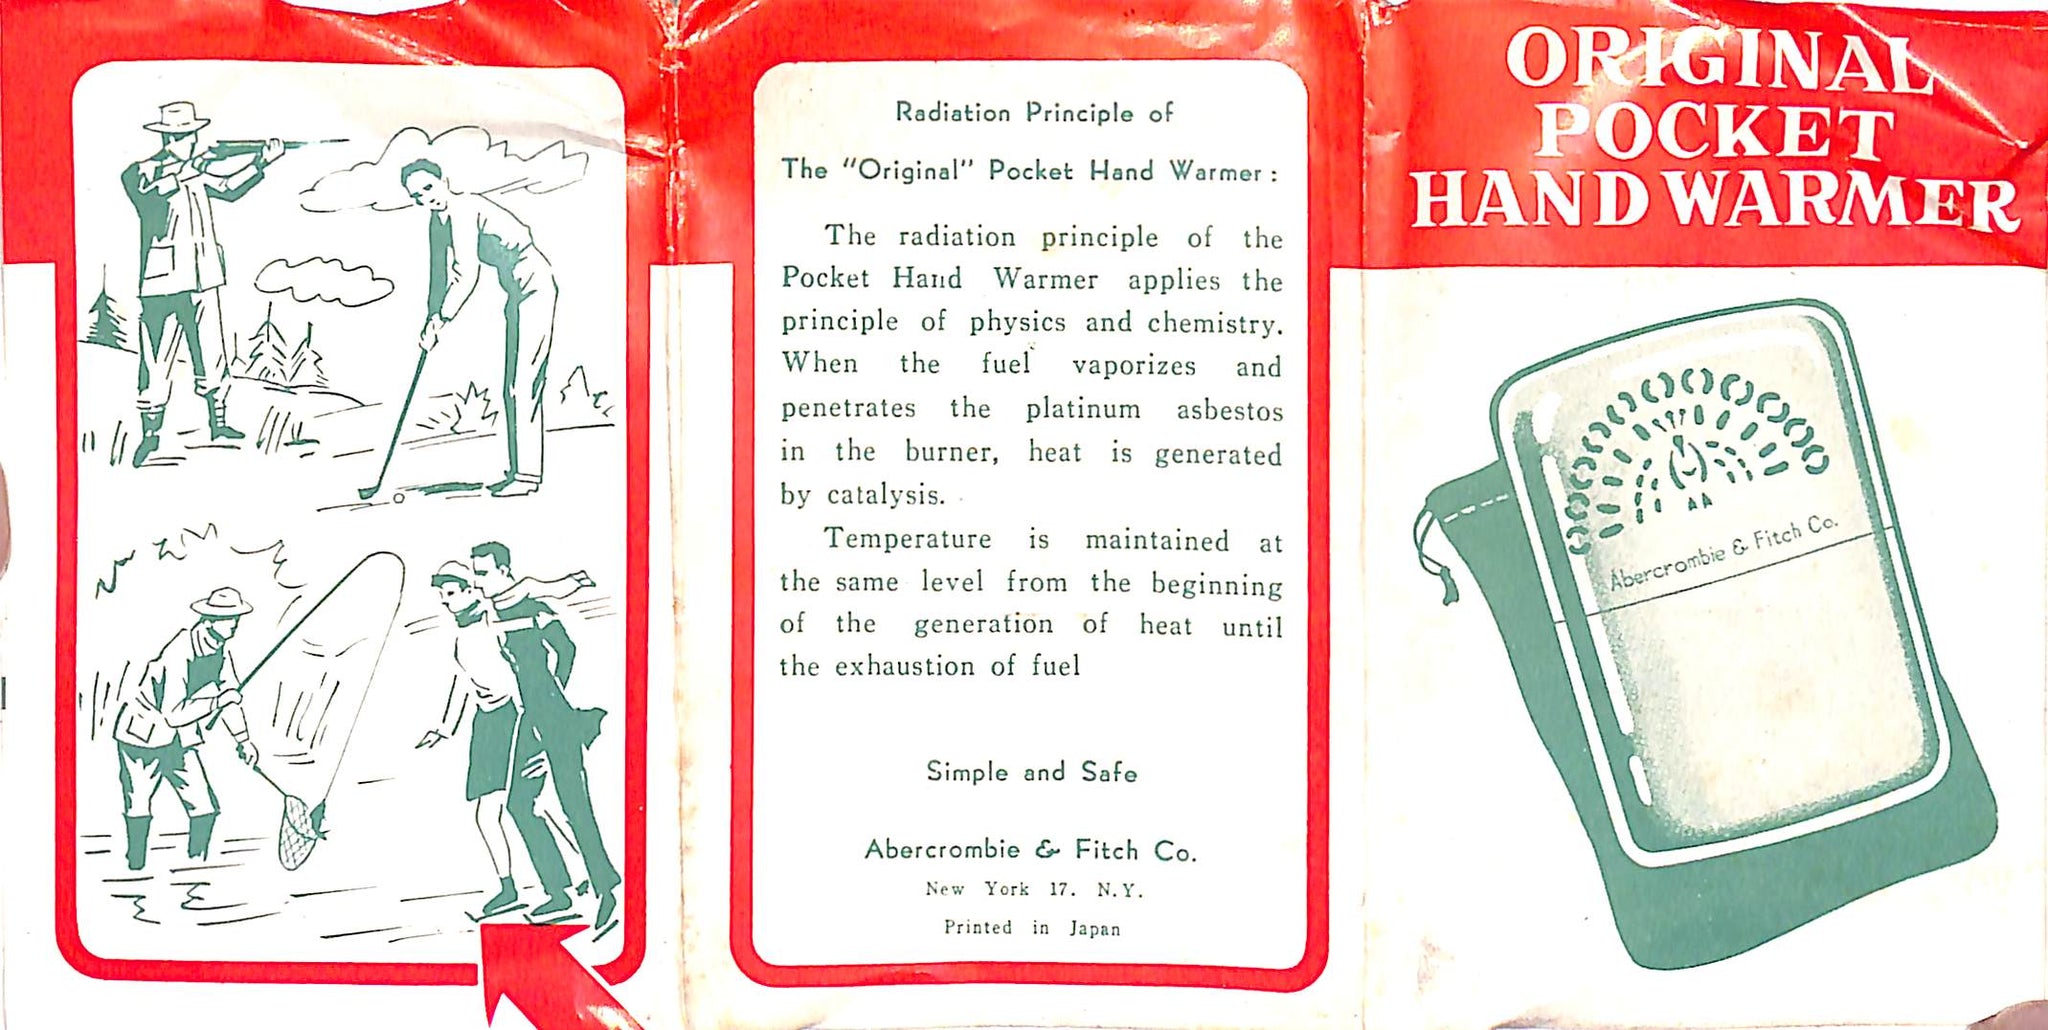 Radiation Principle of
The "Original" Pocket Hand Warmer:
The radiation principle of the
Pocket Hand Warmer applies the
principle of physics and chemistry.
When the fuel vaporizes and
penetrates the platinum asbestos
in the burner, heat is generated
by catalysis.
Temperature is maintained at
the same level from the beginning
of the generation of heat until
the exhaustion of fuel
Simple and Safe
Abercrombie & Fitch Co.
New York 17. N.Y.
Printed in Japan
ORIGINAL
POCKET
HAND WARMER
Abercrombie & Fitch Co.